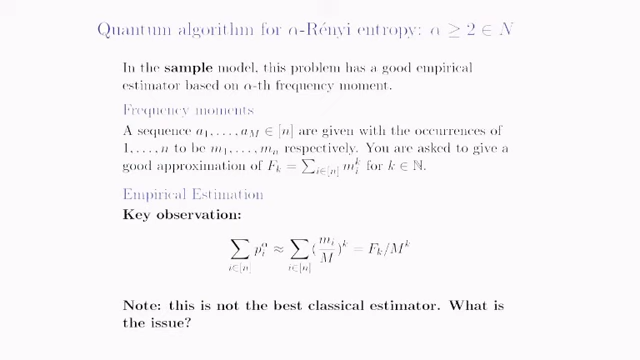 Quantum algorithm for α-Rényi entropy: α ≥ 2 ∈ N
In the sample model, this problem has a good empirical
estimator based on α-th frequency moment.
Frequency moments
A sequence a_1, . . . , a_M ∈ [n] are given with the occurrences of
1, . . . , n to be m_1, . . . , m_n respectively. You are asked to give a
good approximation of F_k = ∑_{i∈[n]} m_i^k for k ∈ ℕ.
Empirical Estimation
Key observation:
∑_{i∈[n]} p_i^α ≈ ∑_{i∈[n]} (m_i/M)^k = F_k/M^k
Note: this is not the best classical estimator. What is
the issue?